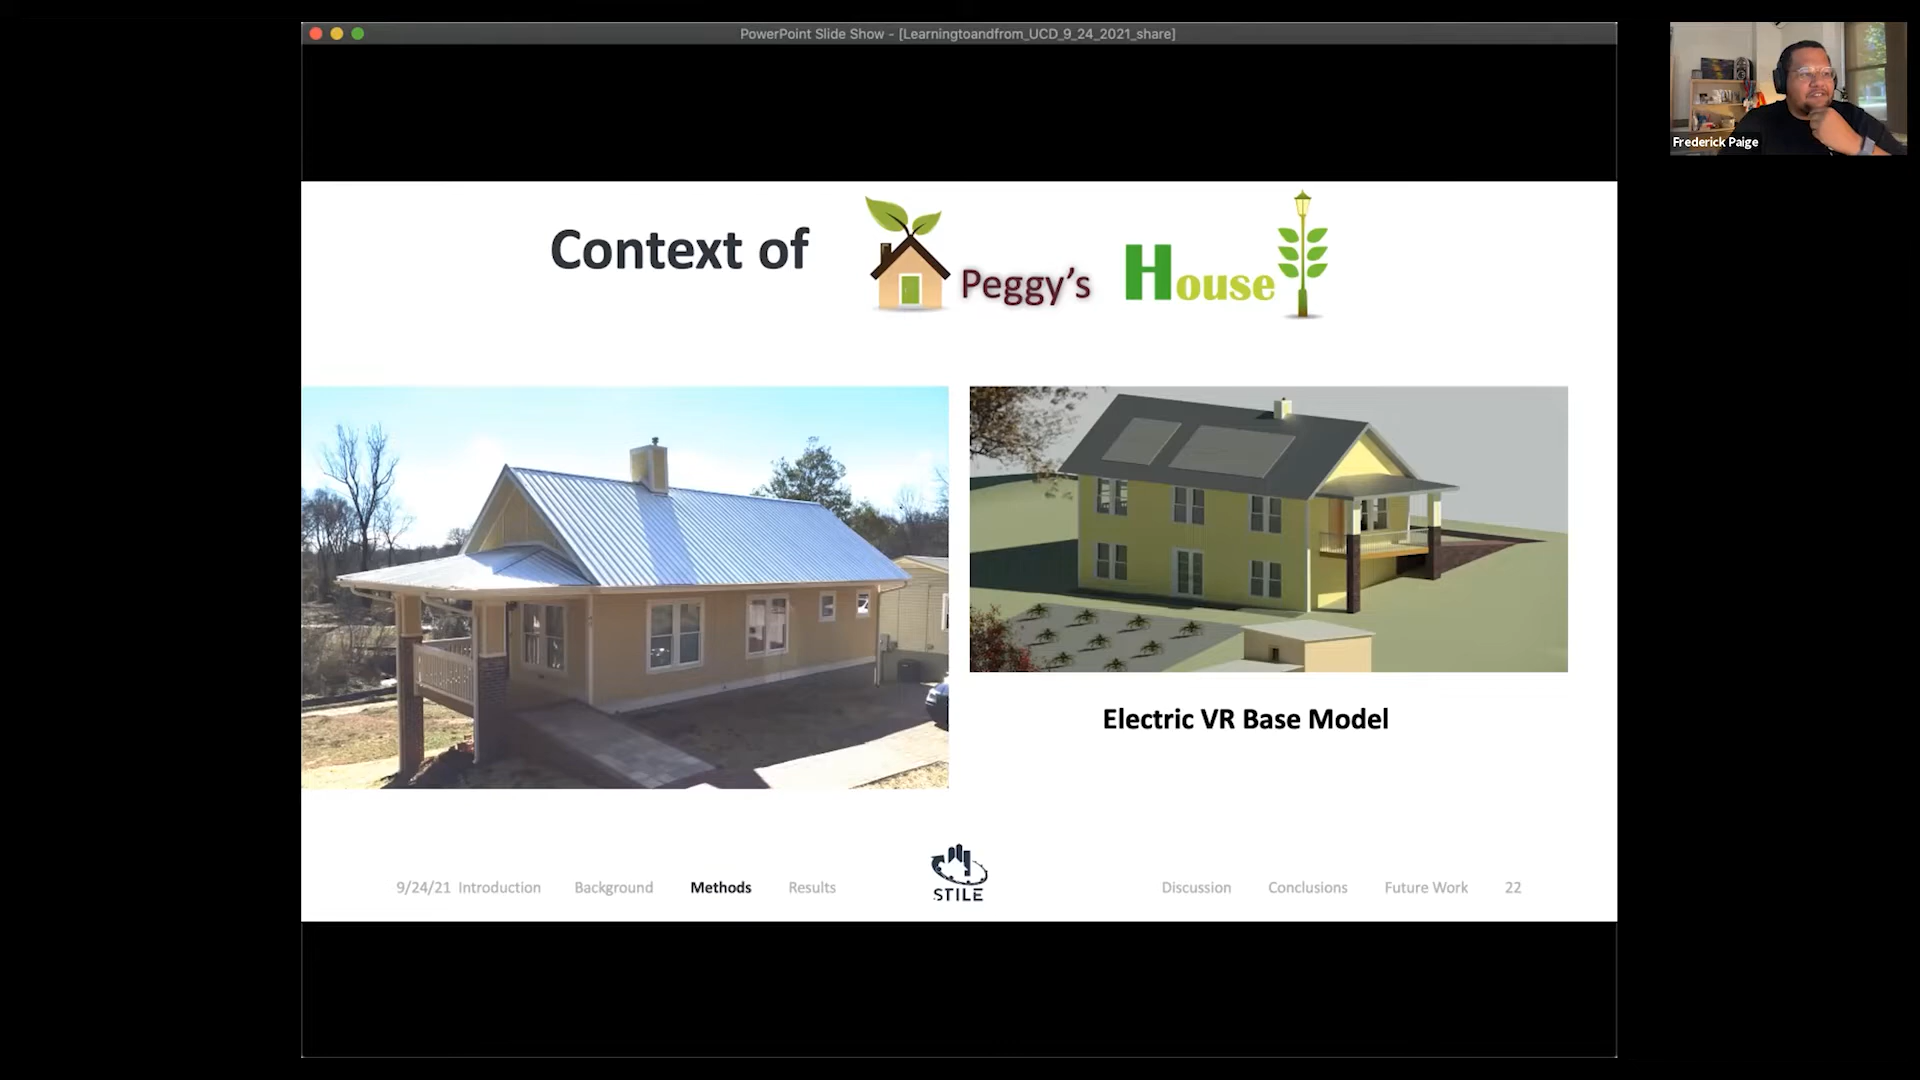 PowerPoint Slide Show - [Learningtoandfrom_UCD_9_24_2021_share]
Frederick Paige
Context of Peggy's House
Electric VR Base Model
9/24/21 Introduction Background Methods Results STILE Discussion Conclusions Future Work 22